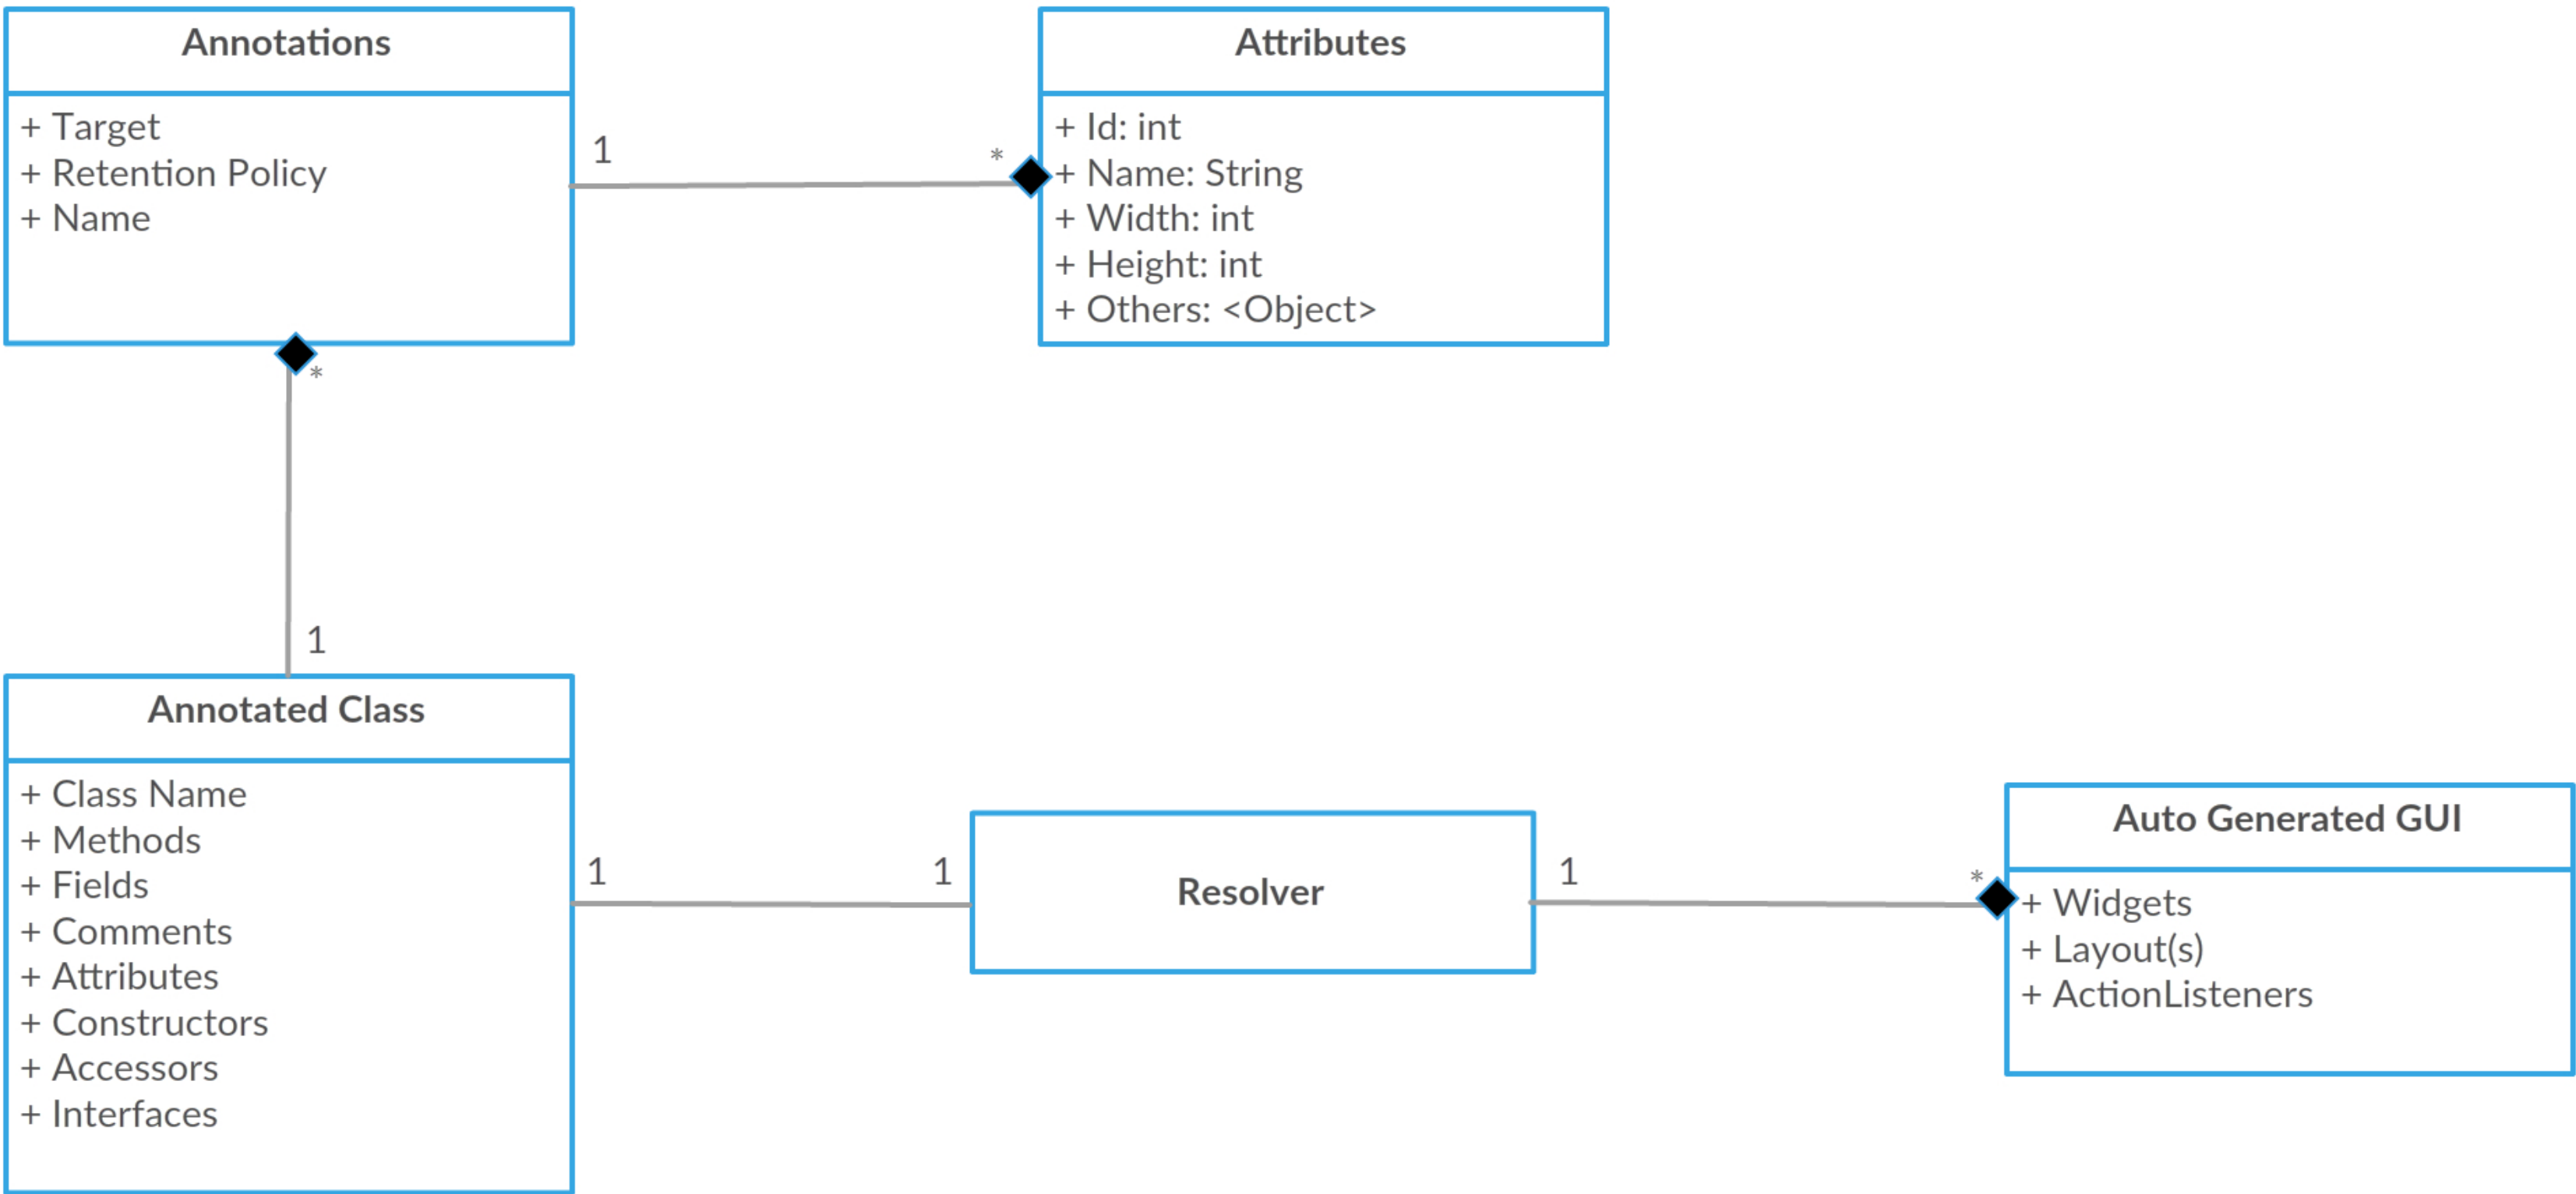 Annotations
+ Target
+ Retention Policy
+ Name
1
*
Attributes
+ Id: int
+ Name: String
+ Width: int
+ Height: int
+ Others: <Object>
*
1
Annotated Class
+ Class Name
+ Methods
+ Fields
+ Comments
+ Attributes
+ Constructors
+ Accessors
+ Interfaces
1
1
Resolver
1
*
Auto Generated GUI
+ Widgets
+ Layout(s)
+ ActionListeners